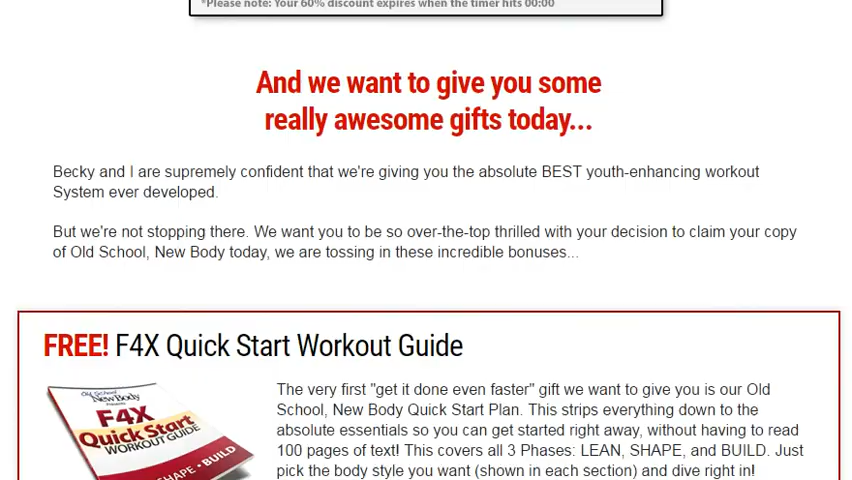 *Please note: Your 60% discount expires when the timer hits 00:00
And we want to give you some
really awesome gifts today...
Becky and I are supremely confident that we're giving you the absolute BEST youth-enhancing workout
System ever developed.
But we're not stopping there. We want you to be so over-the-top thrilled with your decision to claim your copy
of Old School, New Body today, we are tossing in these incredible bonuses...
FREE! F4X Quick Start Workout Guide
The very first "get it done even faster" gift we want to give you is our Old
School, New Body Quick Start Plan. This strips everything down to the
absolute essentials so you can get started right away, without having to read
100 pages of text! This covers all 3 Phases: LEAN, SHAPE, and BUILD. Just
pick the body style you want (shown in each section) and dive right in!
Old School
New Body
F4X
Quick Start
WORKOUT GUIDE
SHAPE • BUILD